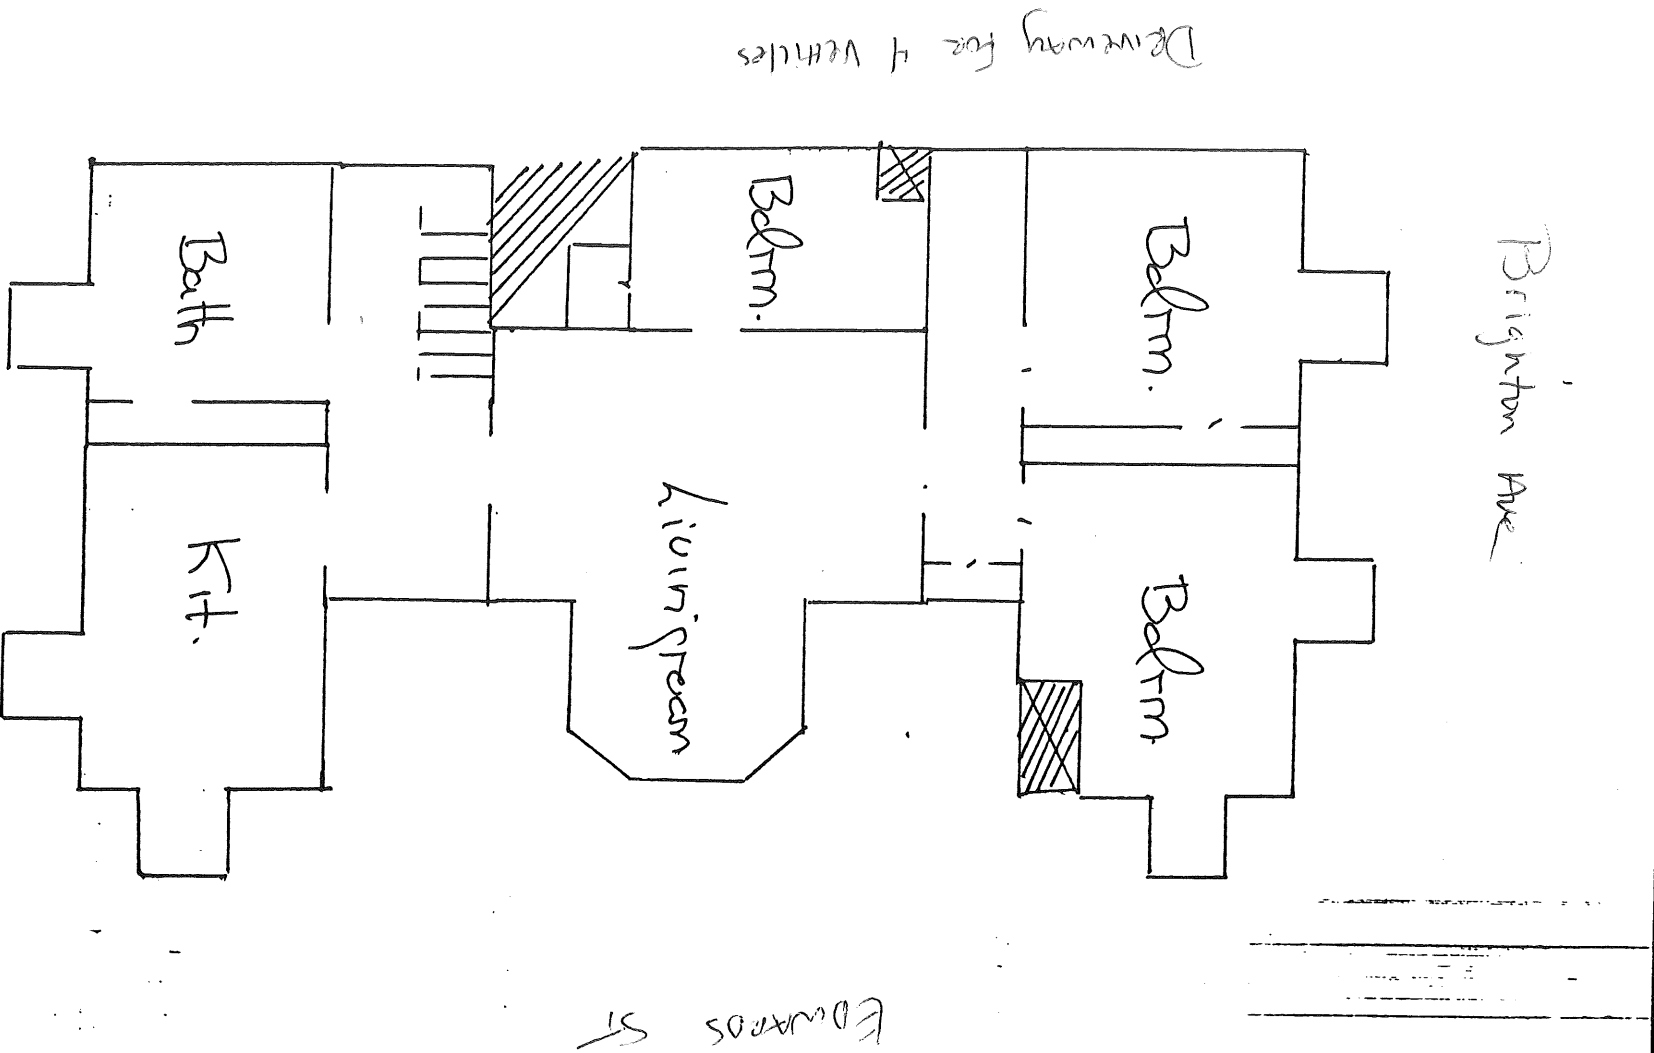 Driveway for 4 vehicles
Bath
Bdrm.
Bdrm.
Brighton Ave
Kit.
Livingroom
Bdrm
Edwards St